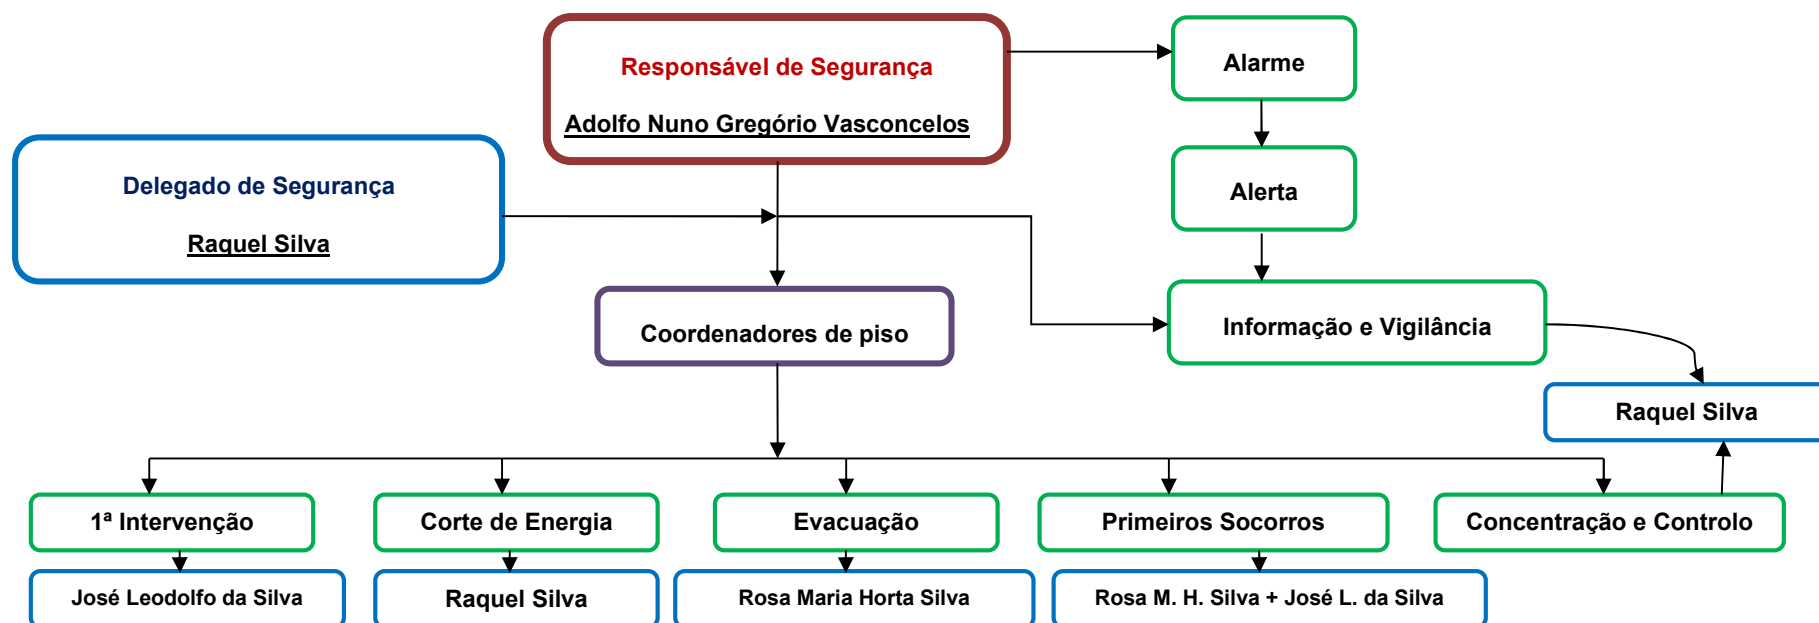 Responsável de Segurança
Adolfo Nuno Gregório Vasconcelos
Alarme
Delegado de Segurança
Raquel Silva
Alerta
Coordenadores de piso
Informação e Vigilância
Raquel Silva
1ª Intervenção
Corte de Energia
Evacuação
Primeiros Socorros
Concentração e Controlo
José Leodolfo da Silva
Raquel Silva
Rosa Maria Horta Silva
Rosa M. H. Silva + José L. da Silva